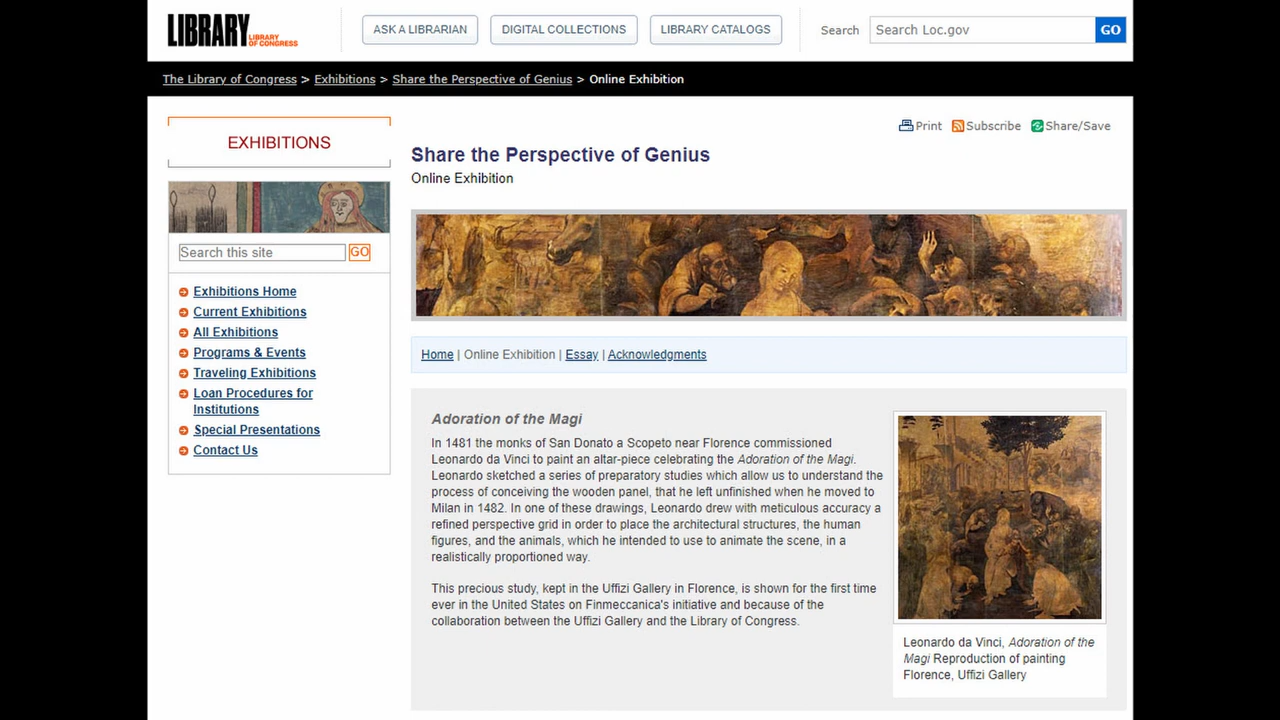 LIBRARY
LIBRARY
OF CONGRESS
ASK A LIBRARIAN
DIGITAL COLLECTIONS
LIBRARY CATALOGS
Search
Search Loc.gov
GO
The Library of Congress > Exhibitions > Share the Perspective of Genius > Online Exhibition
EXHIBITIONS
Search this site
GO
Exhibitions Home
Current Exhibitions
All Exhibitions
Programs & Events
Traveling Exhibitions
Loan Procedures for
Institutions
Special Presentations
Contact Us
Print
Subscribe
Share/Save
Share the Perspective of Genius
Online Exhibition
Home | Online Exhibition | Essay | Acknowledgments
Adoration of the Magi
In 1481 the monks of San Donato a Scopeto near Florence commissioned
Leonardo da Vinci to paint an altar-piece celebrating the Adoration of the Magi.
Leonardo sketched a series of preparatory studies which allow us to understand the
process of conceiving the wooden panel, that he left unfinished when he moved to
Milan in 1482. In one of these drawings, Leonardo drew with meticulous accuracy a
refined perspective grid in order to place the architectural structures, the human
figures, and the animals, which he intended to use to animate the scene, in a
realistically proportioned way.
This precious study, kept in the Uffizi Gallery in Florence, is shown for the first time
ever in the United States on Finmeccanica's initiative and because of the
collaboration between the Uffizi Gallery and the Library of Congress.
Leonardo da Vinci, Adoration of the
Magi Reproduction of painting
Florence, Uffizi Gallery